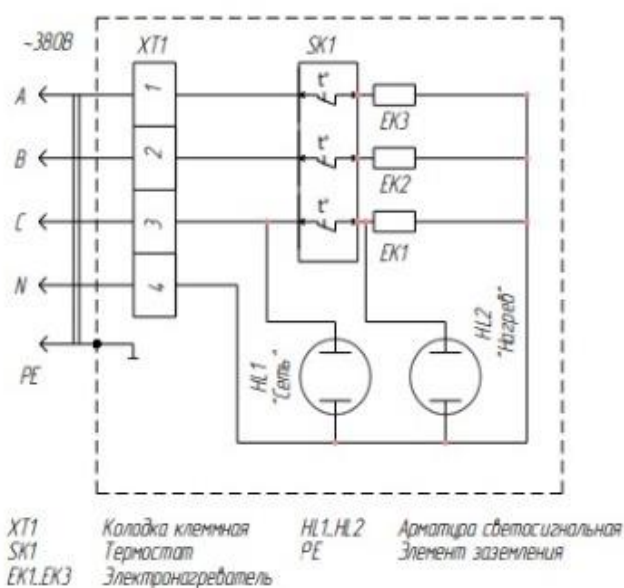 ~380В
XT1
SK1
A
1
τ
EK3
B
2
τ
EK2
C
3
τ
EK1
N
4
PE
HL1
"Сеть"
HL2
"Нагрев"
XT1 Колодка клеммная HL1..HL2 Арматура светосигнальная
SK1 Термостат PE Элемент заземления
EK1..EK3 Электронагреватель